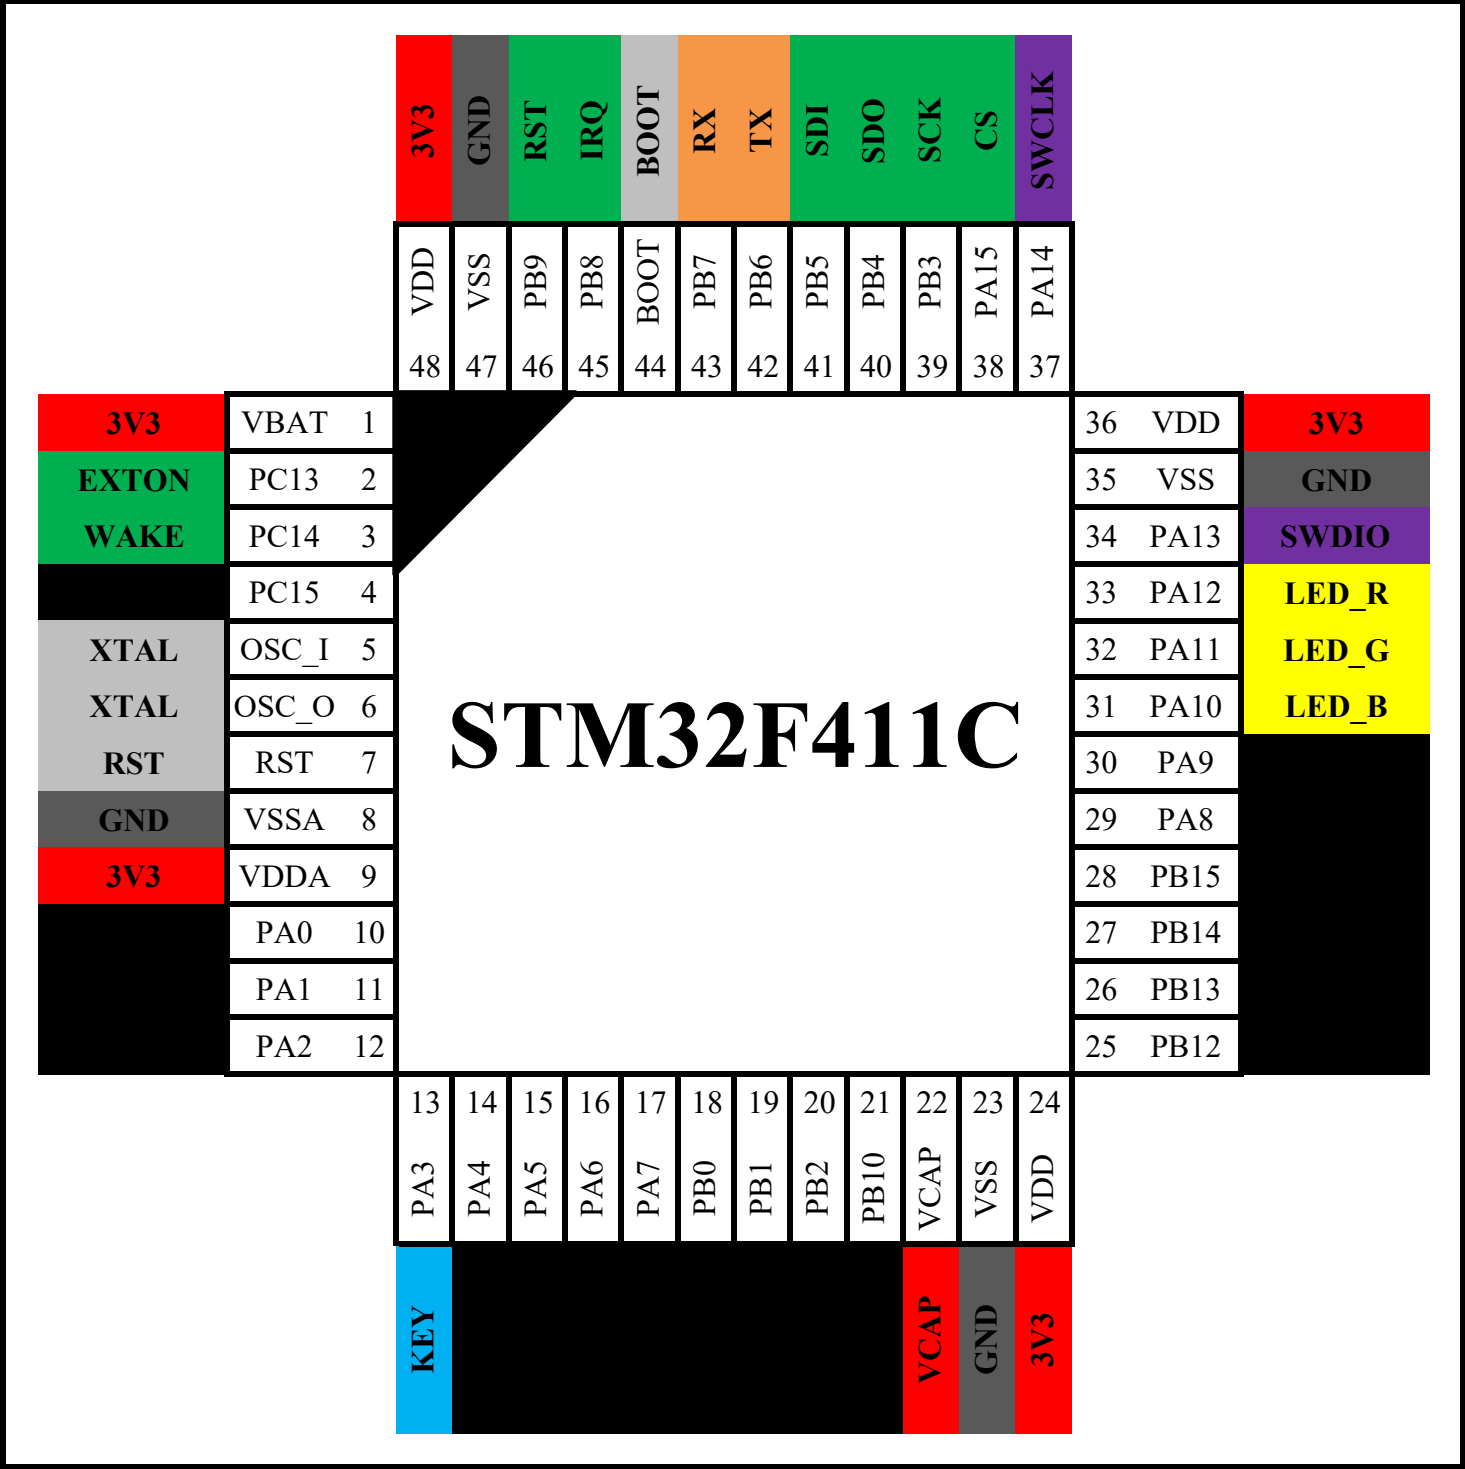 3V3 GND RST IRQ BOOT RX TX SDI SDO SCK CS SWCLK
VDD VSS PB9 PB8 BOOT PB7 PB6 PB5 PB4 PB3 PA15 PA14
48 47 46 45 44 43 42 41 40 39 38 37
3V3 VBAT 1
EXTON PC13 2
WAKE PC14 3
PC15 4
XTAL OSC_I 5
XTAL OSC_O 6
RST RST 7
GND VSSA 8
3V3 VDDA 9
PA0 10
PA1 11
PA2 12
STM32F411C
36 VDD 3V3
35 VSS GND
34 PA13 SWDIO
33 PA12 LED_R
32 PA11 LED_G
31 PA10 LED_B
30 PA9
29 PA8
28 PB15
27 PB14
26 PB13
25 PB12
13 14 15 16 17 18 19 20 21 22 23 24
PA3 PA4 PA5 PA6 PA7 PB0 PB1 PB2 PB10 VCAP VSS VDD
KEY VCAP GND 3V3